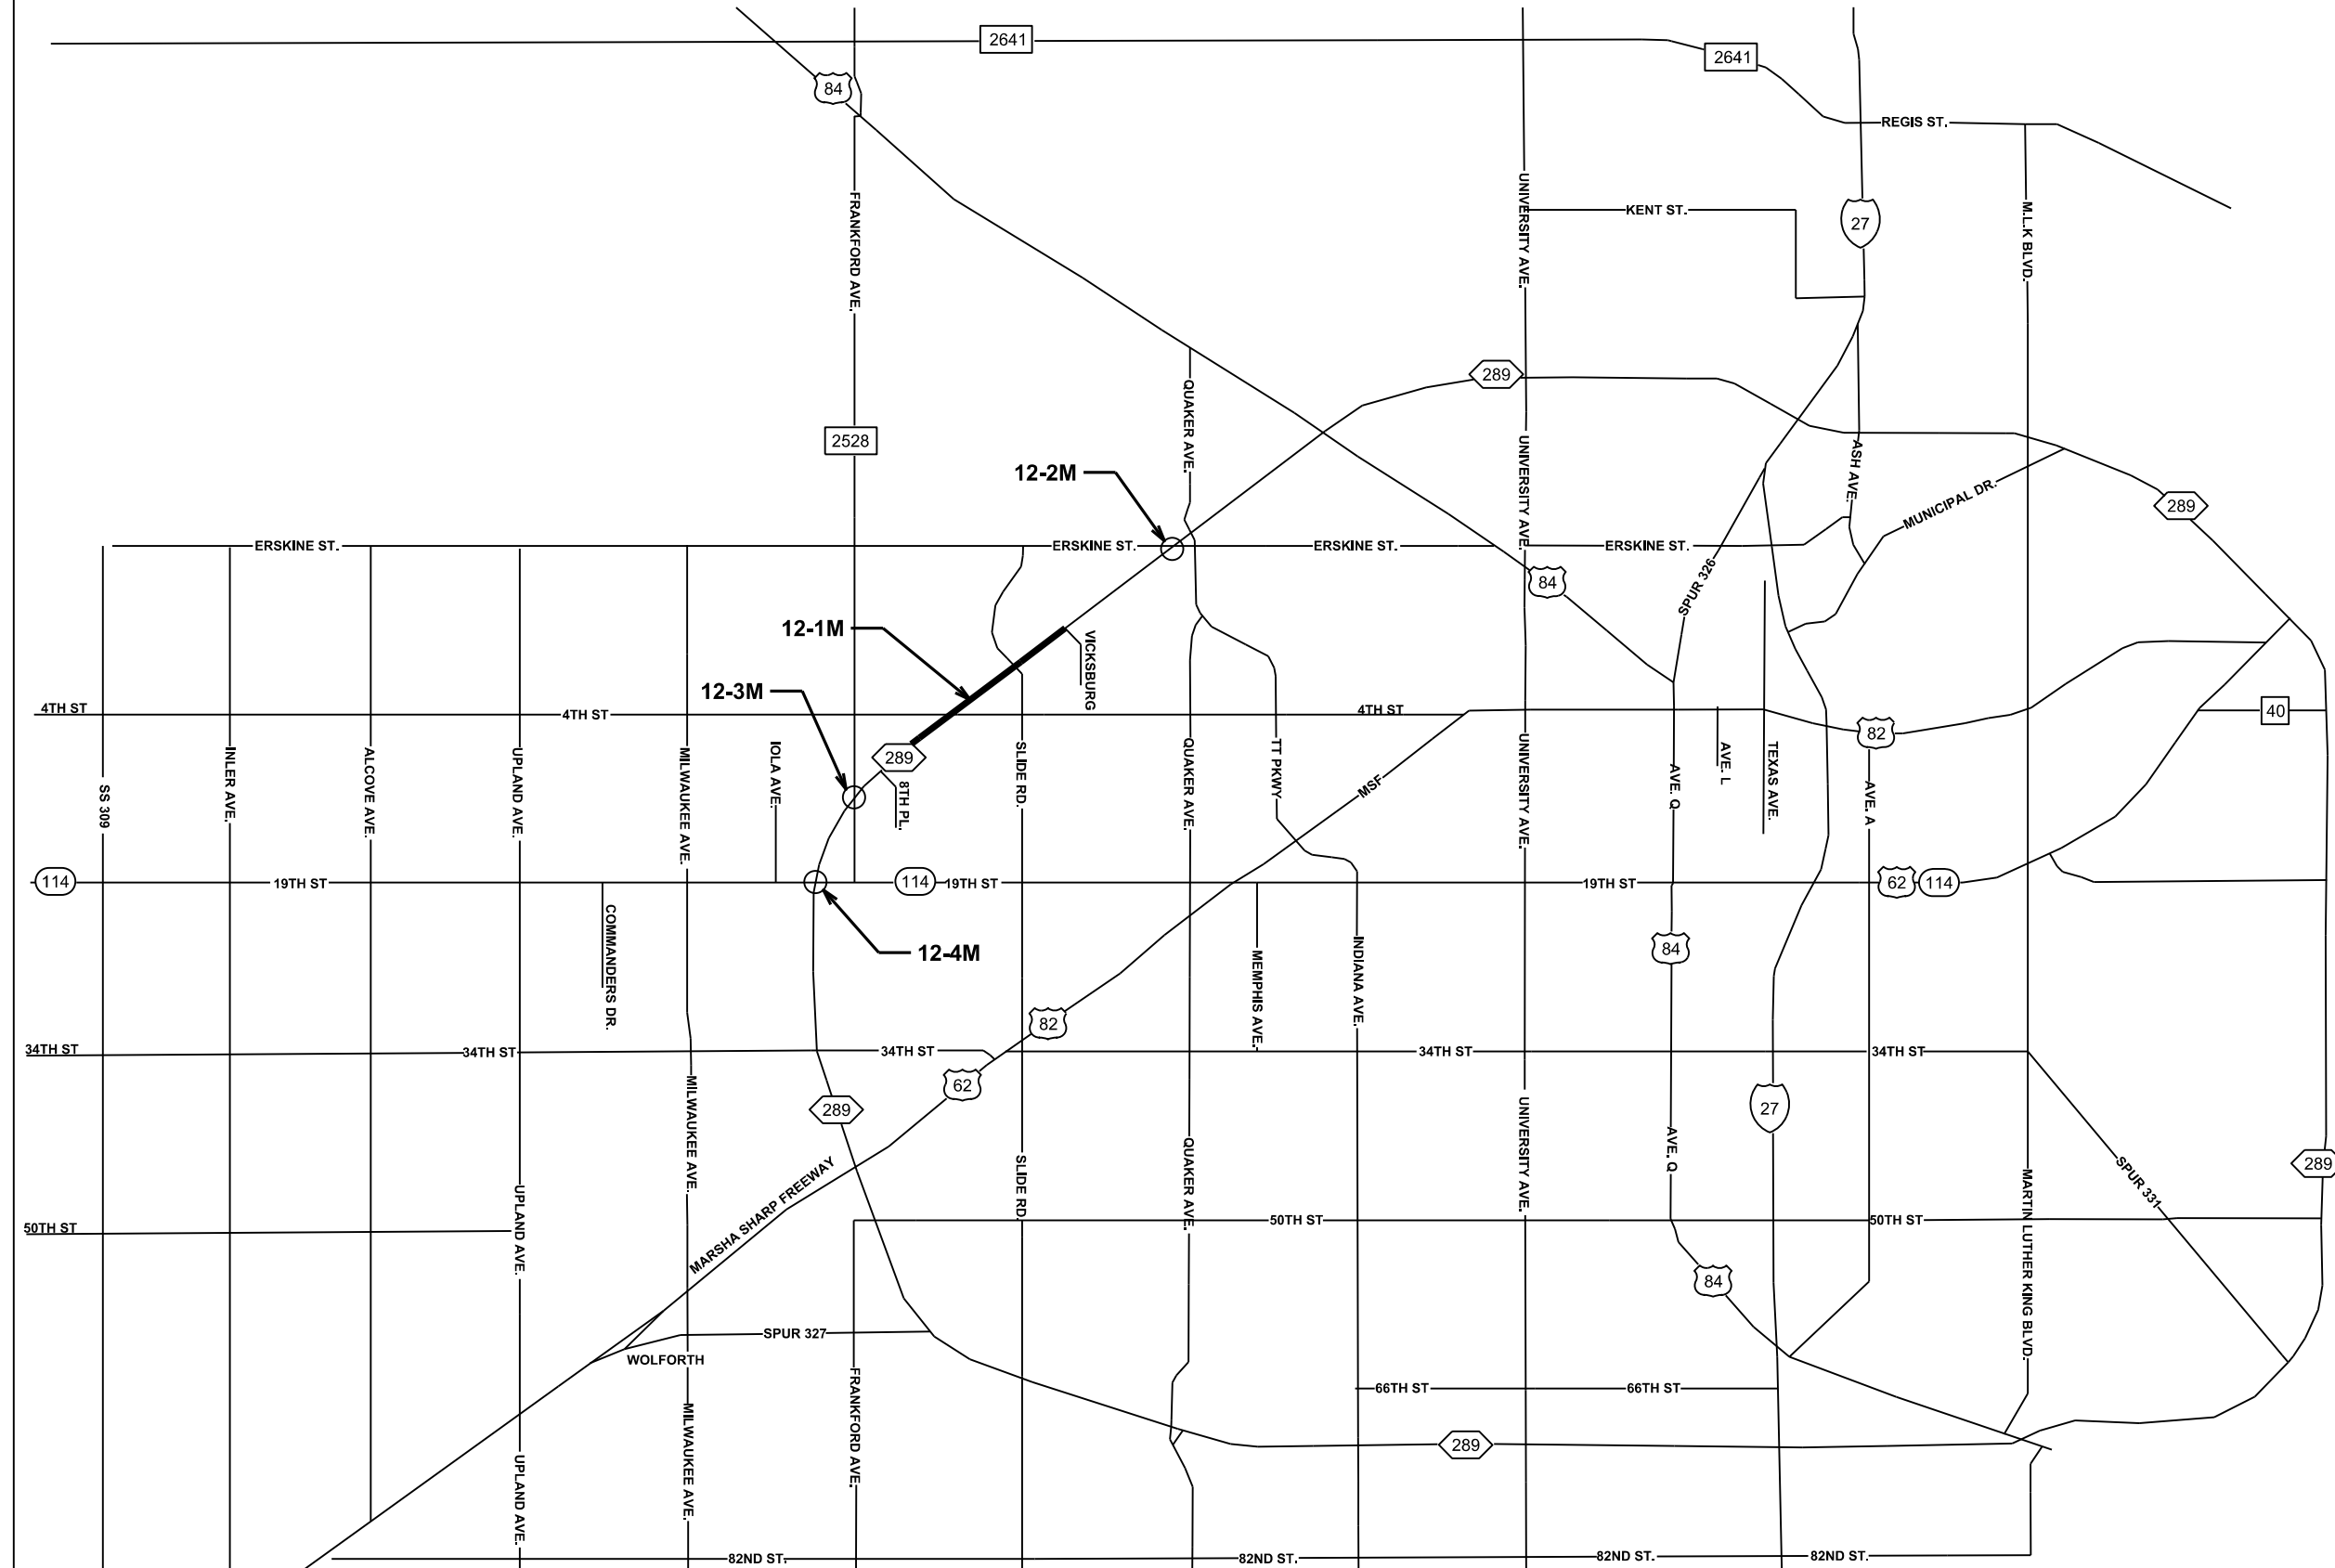 2641
2641
84
REGIS ST.
FRANKFORD AVE.
UNIVERSITY AVE.
KENT ST.
27
M.L.K BLVD.
289
QUAKER AVE.
2528
UNIVERSITY AVE.
ASH AVE.
12-2M
MUNICIPAL DR.
289
ERSKINE ST.
ERSKINE ST.
ERSKINE ST.
ERSKINE ST.
84
SPUR 326
12-1M
VICKSBURG
12-3M
4TH ST
4TH ST
4TH ST
40
82
289
SS 309
INLER AVE.
ALCOVE AVE.
UPLAND AVE.
MILWAUKEE AVE.
IOLA AVE.
8TH PL.
SLIDE RD.
QUAKER AVE.
TT PKWY
MSF
UNIVERSITY AVE.
AVE. Q
AVE. L
TEXAS AVE.
AVE. A
114
19TH ST
114
19TH ST
19TH ST
62
114
COMMANDERS DR.
12-4M
MEMPHIS AVE.
INDIANA AVE.
84
82
34TH ST
34TH ST
34TH ST
34TH ST
34TH ST
62
289
27
MILWAUKEE AVE.
MARSHA SHARP FREEWAY
SLIDE RD.
QUAKER AVE.
UNIVERSITY AVE.
AVE. Q
SPUR 331
289
50TH ST
UPLAND AVE.
50TH ST
50TH ST
MARTIN LUTHER KING BLVD.
84
SPUR 327
WOLFORTH
66TH ST
66TH ST
FRANKFORD AVE.
MILWAUKEE AVE.
UPLAND AVE.
289
82ND ST.
82ND ST.
82ND ST.
82ND ST.